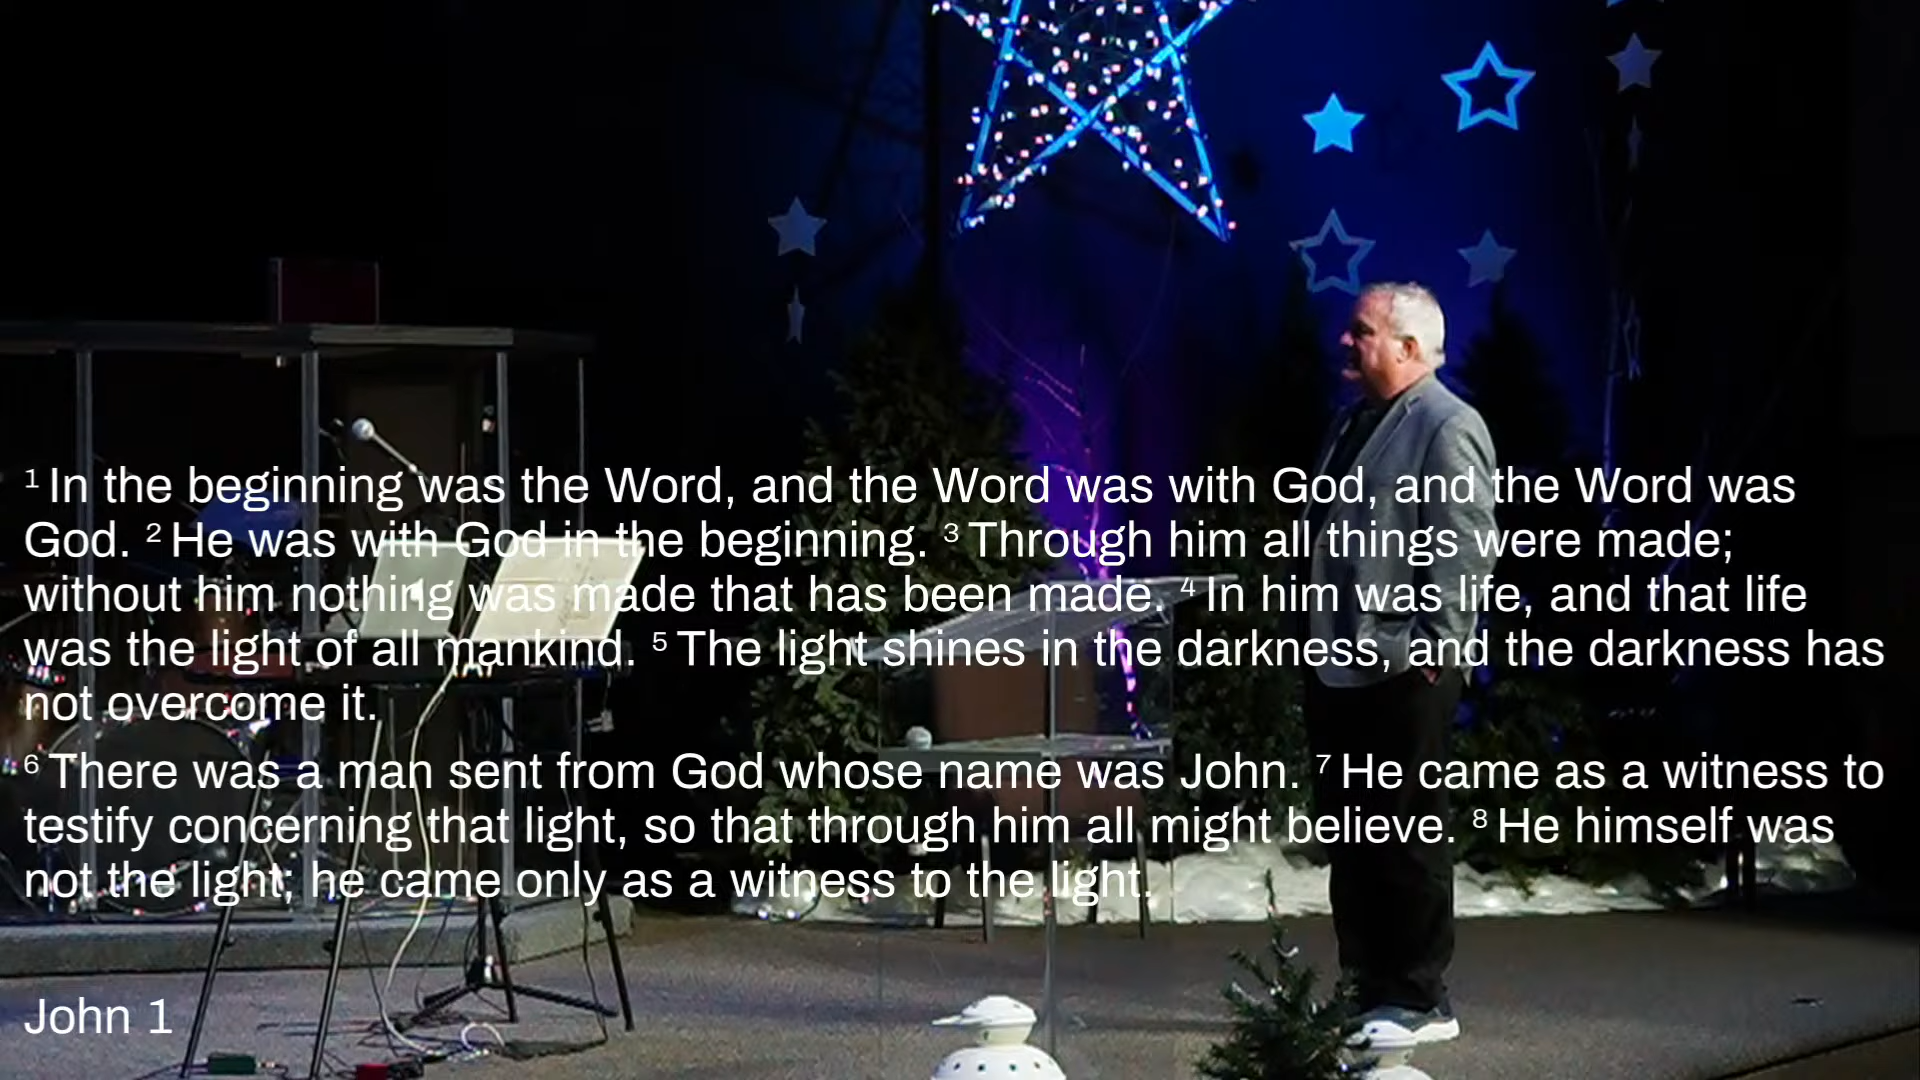 1 In the beginning was the Word, and the Word was with God, and the Word was
God. 2 He was with God in the beginning. 3 Through him all things were made;
without him nothing was made that has been made. 4 In him was life, and that life
was the light of all mankind. 5 The light shines in the darkness, and the darkness has
not overcome it.
6 There was a man sent from God whose name was John. 7 He came as a witness to
testify concerning that light, so that through him all might believe. 8 He himself was
not the light; he came only as a witness to the light.
John 1